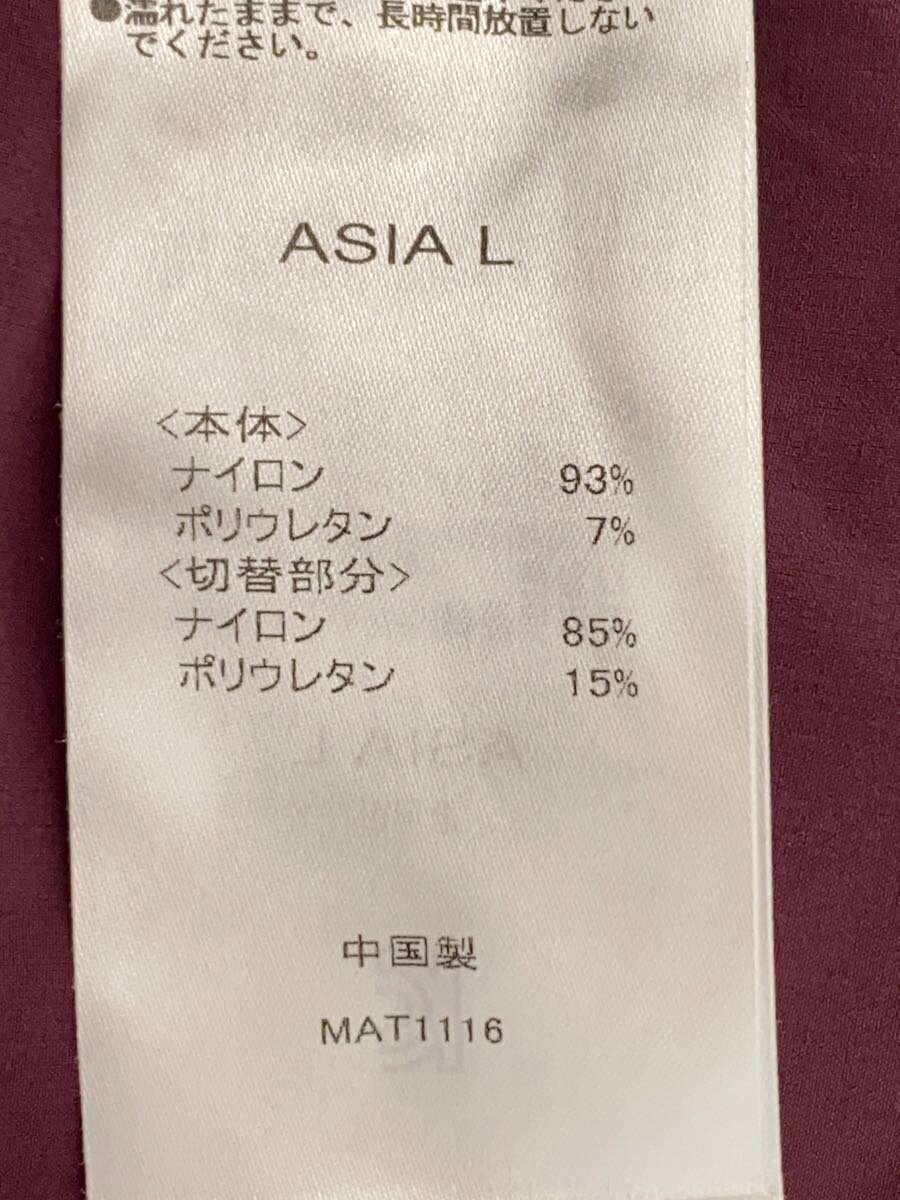 ●濡れたままで、長時間放置しない
でください。
ASIA L
<本体>
ナイロン 93%
ポリウレタン 7%
<切替部分>
ナイロン 85%
ポリウレタン 15%
ASIA L
中国製
MAT1116